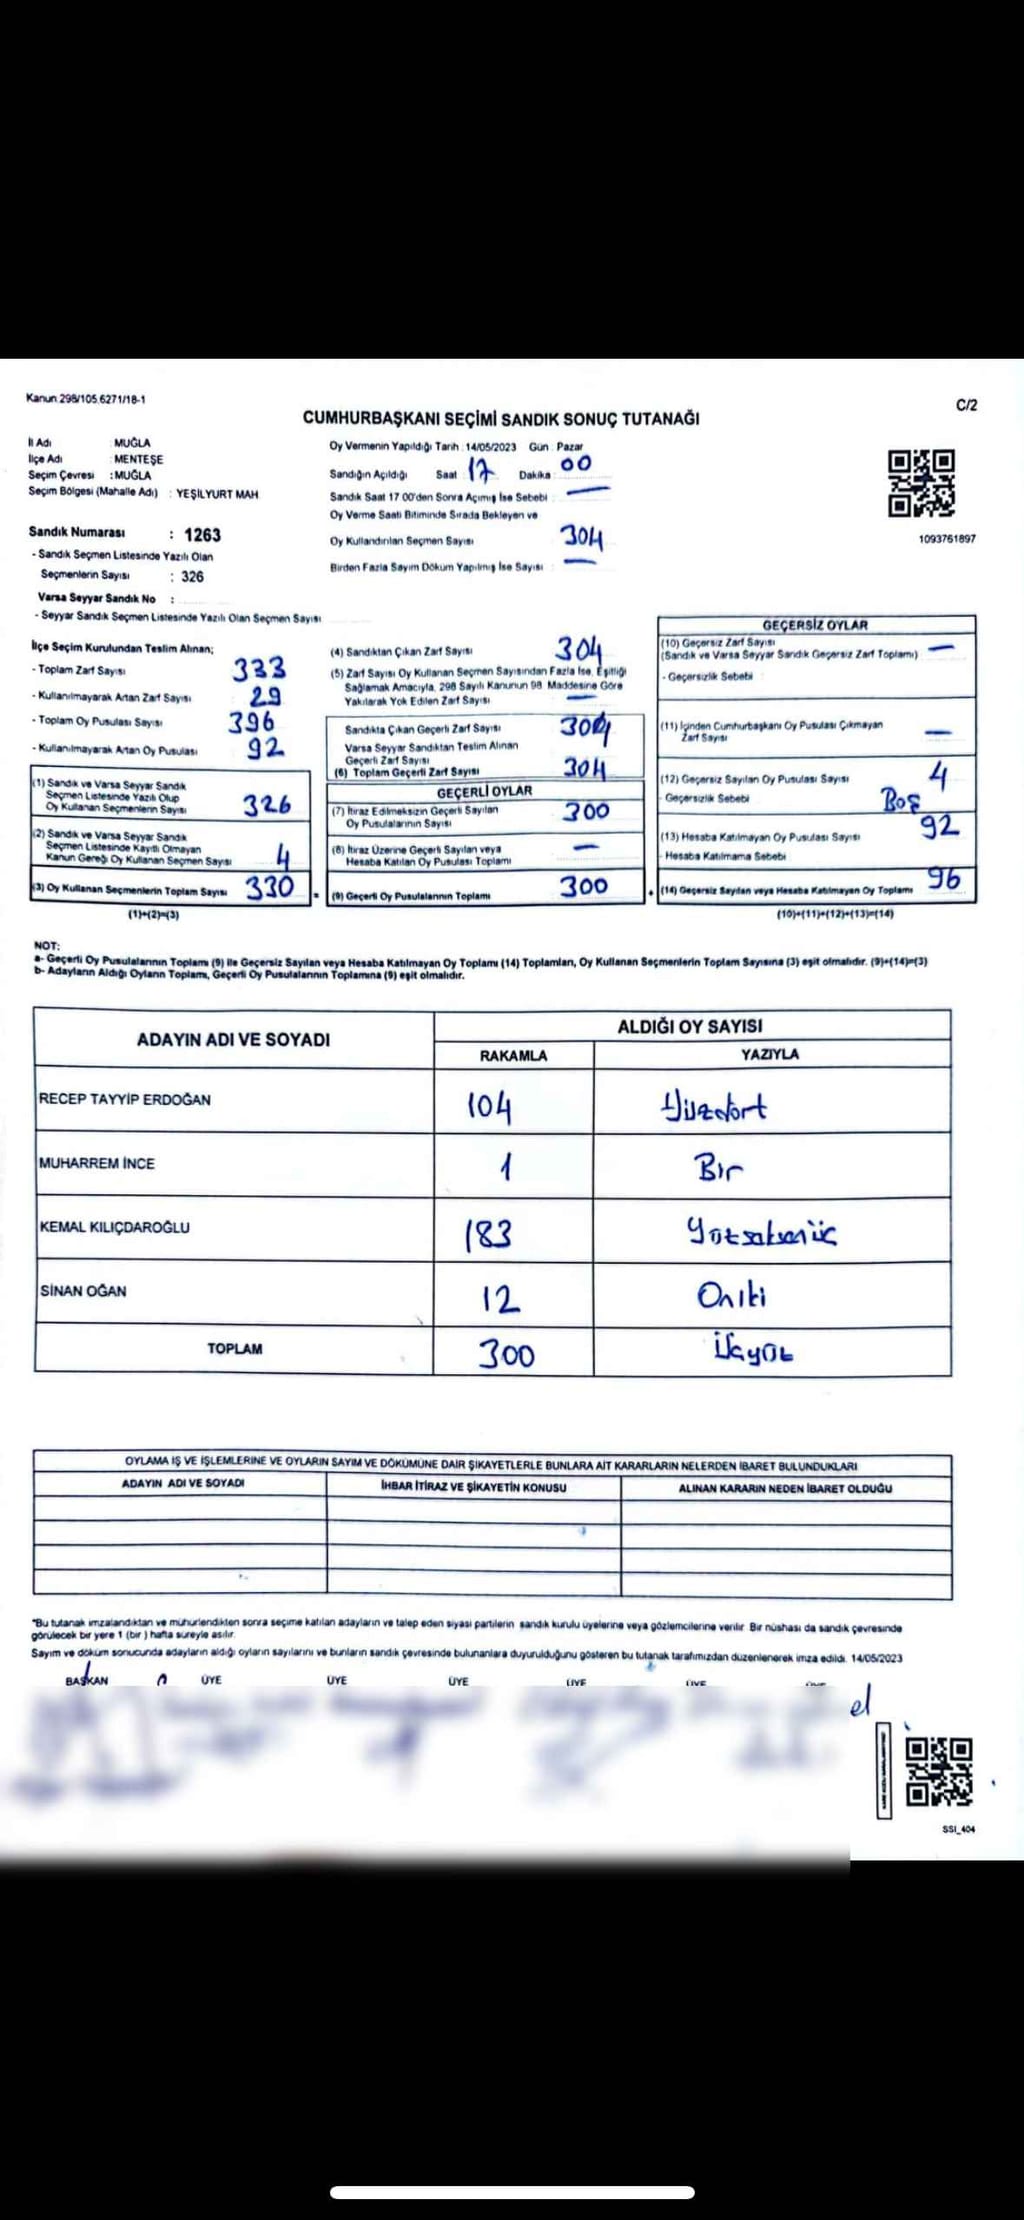 Kanun 298/105,6271/18-1
C/2
CUMHURBAŞKANI SEÇİMİ SANDIK SONUÇ TUTANAĞI
İl Adı : MUĞLA
İlçe Adı : MENTEŞE
Seçim Çevresi : MUĞLA
Seçim Bölgesi (Mahalle Adı) : YEŞİLYURT MAH
Sandık Numarası : 1263
- Sandık Seçmen Listesinde Yazılı Olan
Seçmenlerin Sayısı : 326
Varsa Seyyar Sandık No :
- Seyyar Sandık Seçmen Listesinde Yazılı Olan Seçmen Sayısı
Oy Vermenin Yapıldığı Tarih : 14/05/2023 Gün : Pazar
Sandığın Açıldığı Saat : 17 Dakika : 00
Sandık Saat 17 00'den Sonra Açımış İse Sebebi : —
Oy Verme Saati Bitiminde Sırada Bekleyen ve
Oy Kullandırılan Seçmen Sayısı 304
Birden Fazla Sayım Döküm Yapılmış İse Sayısı : —
1093761897
İlçe Seçim Kurulundan Teslim Alınan;
- Toplam Zarf Sayısı 333
- Kullanılmayarak Artan Zarf Sayısı 29
- Toplam Oy Pusulası Sayısı 396
- Kullanılmayarak Artan Oy Pusulası 92
(1) Sandık ve Varsa Seyyar Sandık
Seçmen Listesinde Yazılı Olup
Oy Kullanan Seçmenlerin Sayısı 326
(2) Sandık ve Varsa Seyyar Sandık
Seçmen Listesinde Kayıtlı Olmayan
Kanun Gereği Oy Kullanan Seçmen Sayısı 4
(3) Oy Kullanan Seçmenlerin Toplam Sayısı 330 =
(1)+(2)=(3)
(4) Sandıktan Çıkan Zarf Sayısı 304
(5) Zarf Sayısı Oy Kullanan Seçmen Sayısından Fazla İse, Eşitliği
Sağlamak Amacıyla, 298 Sayılı Kanunun 98 Maddesine Göre
Yakılarak Yok Edilen Zarf Sayısı —
Sandıkta Çıkan Geçerli Zarf Sayısı 304
Varsa Seyyar Sandıktan Teslim Alınan
Geçerli Zarf Sayısı
(6) Toplam Geçerli Zarf Sayısı 304
GEÇERLİ OYLAR
(7) İtiraz Edilmeksizin Geçerli Sayılan
Oy Pusulalarının Sayısı 300
(8) İtiraz Üzerine Geçerli Sayılan veya
Hesaba Katılan Oy Pusulası Toplamı —
(9) Geçerli Oy Pusulalarının Toplamı 300 +
GEÇERSİZ OYLAR
(10) Geçersiz Zarf Sayısı —
(Sandık ve Varsa Seyyar Sandık Geçersiz Zarf Toplamı)
- Geçersizlik Sebebi :
(11) İçinden Cumhurbaşkanı Oy Pusulası Çıkmayan
Zarf Sayısı —
(12) Geçersiz Sayılan Oy Pusulası Sayısı 4
- Geçersizlik Sebebi Boş
(13) Hesaba Katılmayan Oy Pusulası Sayısı 92
- Hesaba Katılmama Sebebi
(14) Geçersiz Sayılan veya Hesaba Katılmayan Oy Toplamı 96
(10)+(11)+(12)+(13)=(14)
NOT:
a- Geçerli Oy Pusulalarının Toplamı (9) ile Geçersiz Sayılan veya Hesaba Katılmayan Oy Toplamı (14) Toplamları, Oy Kullanan Seçmenlerin Toplam Sayısına (3) eşit olmalıdır. (9)+(14)=(3)
b- Adayların Aldığı Oyların Toplamı, Geçerli Oy Pusulalarının Toplamına (9) eşit olmalıdır.
ADAYIN ADI VE SOYADI ALDIĞI OY SAYISI
RAKAMLA YAZIYLA
RECEP TAYYİP ERDOĞAN 104 Yüzdört
MUHARREM İNCE 1 Bir
KEMAL KILIÇDAROĞLU 183 Yüzseksenüç
SİNAN OĞAN 12 Oniki
TOPLAM 300 Üçyüz
OYLAMA İŞ VE İŞLEMLERİNE VE OYLARIN SAYIM VE DÖKÜMÜNE DAİR ŞİKAYETLERLE BUNLARA AİT KARARLARIN NELERDEN İBARET BULUNDUKLARI
ADAYIN ADI VE SOYADI İHBAR İTİRAZ VE ŞİKAYETİN KONUSU ALINAN KARARIN NEDEN İBARET OLDUĞU
*Bu tutanak imzalandıktan ve mühürlendikten sonra seçime katılan adayların ve talep eden siyasi partilerin sandık kurulu üyelerine veya gözlemcilerine verilir. Bir nüshası da sandık çevresinde
görülecek bir yere 1 (bir ) hafta süreyle asılır.
Sayım ve döküm sonucunda adayların aldığı oyların sayılarını ve bunların sandık çevresinde bulunanlara duyurulduğunu gösteren bu tutanak tarafımızdan düzenlenerek imza edildi. 14/05/2023
BAŞKAN ÜYE ÜYE ÜYE ÜYE ÜYE
el
SSI_404